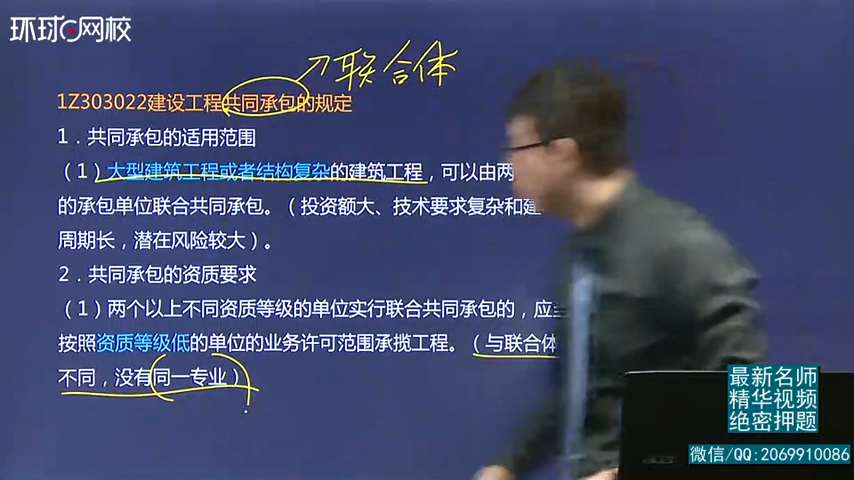 环球网校
联合体
1Z303022建设工程共同承包的规定
1．共同承包的适用范围
（1）大型建筑工程或者结构复杂的建筑工程，可以由两
的承包单位联合共同承包。（投资额大、技术要求复杂和建
周期长，潜在风险较大）。
2．共同承包的资质要求
（1）两个以上不同资质等级的单位实行联合共同承包的，应当
按照资质等级低的单位的业务许可范围承揽工程。（与联合体
不同，没有同一专业）
最新名师
精华视频
绝密押题
微信/QQ:2069910086